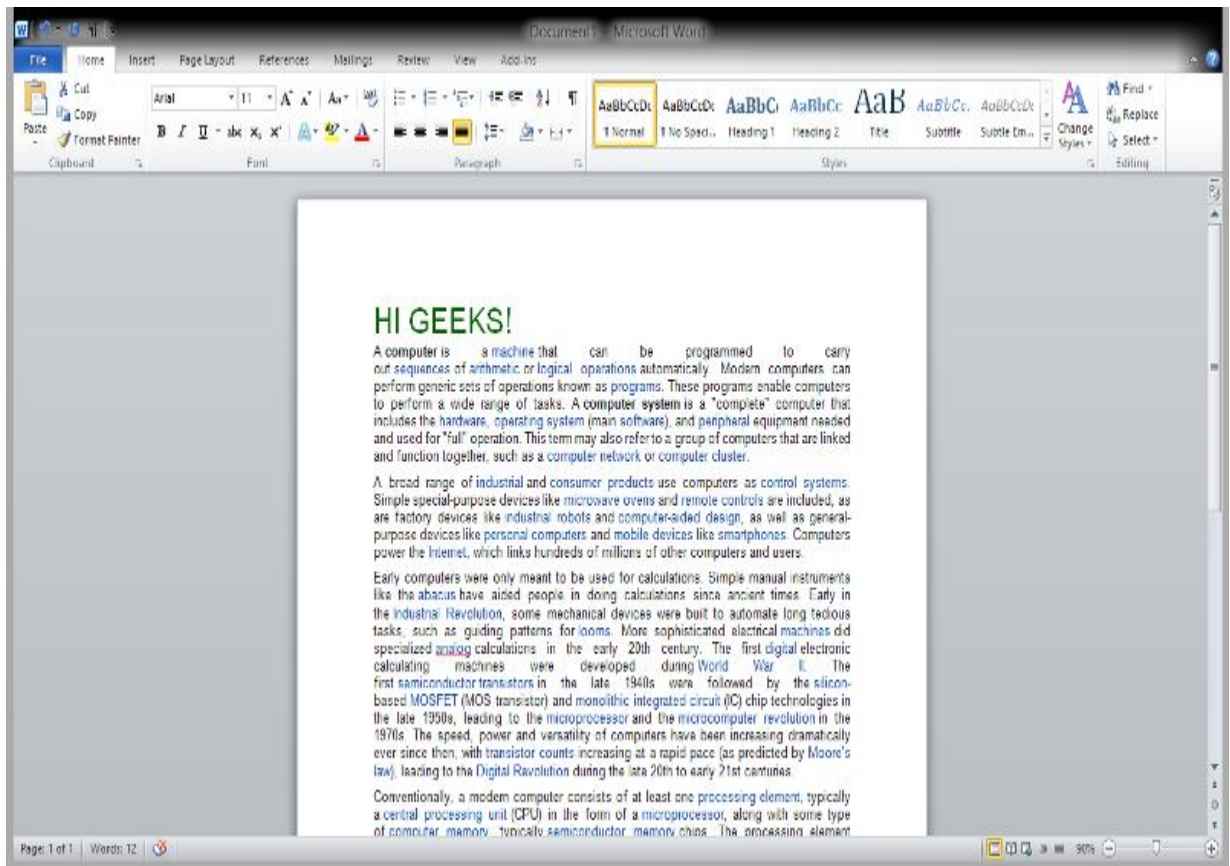 Document1 - Microsoft Word
File Home Insert Page Layout References Mailings Review View Add-Ins
Paste
Cut
Copy
Format Painter
Clipboard
Arial 11
Font
Paragraph
AaBbCcDc AaBbCcDc AaBbC AaBbCc AaB AaBbCc. AaBbCcDc
¶ Normal ¶ No Spaci... Heading 1 Heading 2 Title Subtitle Subtle Em...
Change Styles
Styles
Find
Replace
Select
Editing
HI GEEKS!
A computer is a machine that can be programmed to carry
out sequences of arithmetic or logical operations automatically. Modern computers can
perform generic sets of operations known as programs. These programs enable computers
to perform a wide range of tasks. A computer system is a "complete" computer that
includes the hardware, operating system (main software), and peripheral equipment needed
and used for "full" operation. This term may also refer to a group of computers that are linked
and function together, such as a computer network or computer cluster.
A broad range of industrial and consumer products use computers as control systems.
Simple special-purpose devices like microwave ovens and remote controls are included, as
are factory devices like industrial robots and computer-aided design, as well as general-
purpose devices like personal computers and mobile devices like smartphones. Computers
power the Internet, which links hundreds of millions of other computers and users.
Early computers were only meant to be used for calculations. Simple manual instruments
like the abacus have aided people in doing calculations since ancient times. Early in
the Industrial Revolution, some mechanical devices were built to automate long tedious
tasks, such as guiding patterns for looms. More sophisticated electrical machines did
specialized analog calculations in the early 20th century. The first digital electronic
calculating machines were developed during World War II. The
first semiconductor transistors in the late 1940s were followed by the silicon-
based MOSFET (MOS transistor) and monolithic integrated circuit (IC) chip technologies in
the late 1950s, leading to the microprocessor and the microcomputer revolution in the
1970s. The speed, power and versatility of computers have been increasing dramatically
ever since then, with transistor counts increasing at a rapid pace (as predicted by Moore's
law), leading to the Digital Revolution during the late 20th to early 21st centuries.
Conventionally, a modern computer consists of at least one processing element, typically
a central processing unit (CPU) in the form of a microprocessor, along with some type
of computer memory, typically semiconductor memory chips. The processing element
Page: 1 of 1 Words: 12 90%